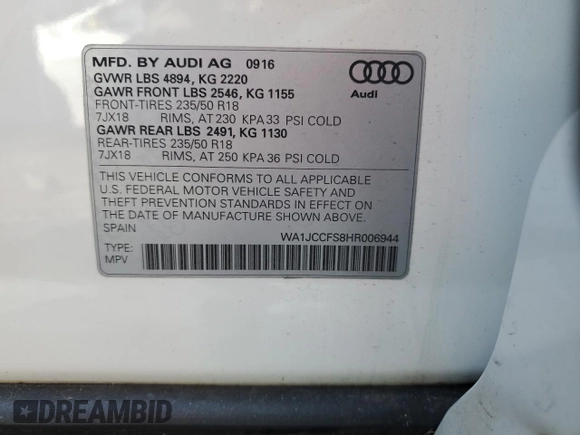 MFD. BY AUDI AG 0916
GVWR LBS 4894, KG 2220
GAWR FRONT LBS 2546, KG 1155
FRONT-TIRES 235/50 R18
7JX18 RIMS, AT 230 KPA 33 PSI COLD
GAWR REAR LBS 2491, KG 1130
REAR-TIRES 235/50 R18
7JX18 RIMS, AT 250 KPA 36 PSI COLD
Audi
THIS VEHICLE CONFORMS TO ALL APPLICABLE
U.S. FEDERAL MOTOR VEHICLE SAFETY AND
THEFT PREVENTION STANDARDS IN EFFECT ON
THE DATE OF MANUFACTURE SHOWN ABOVE.
SPAIN
WA1JCCFS8HR006944
TYPE:
MPV
DREAMBID